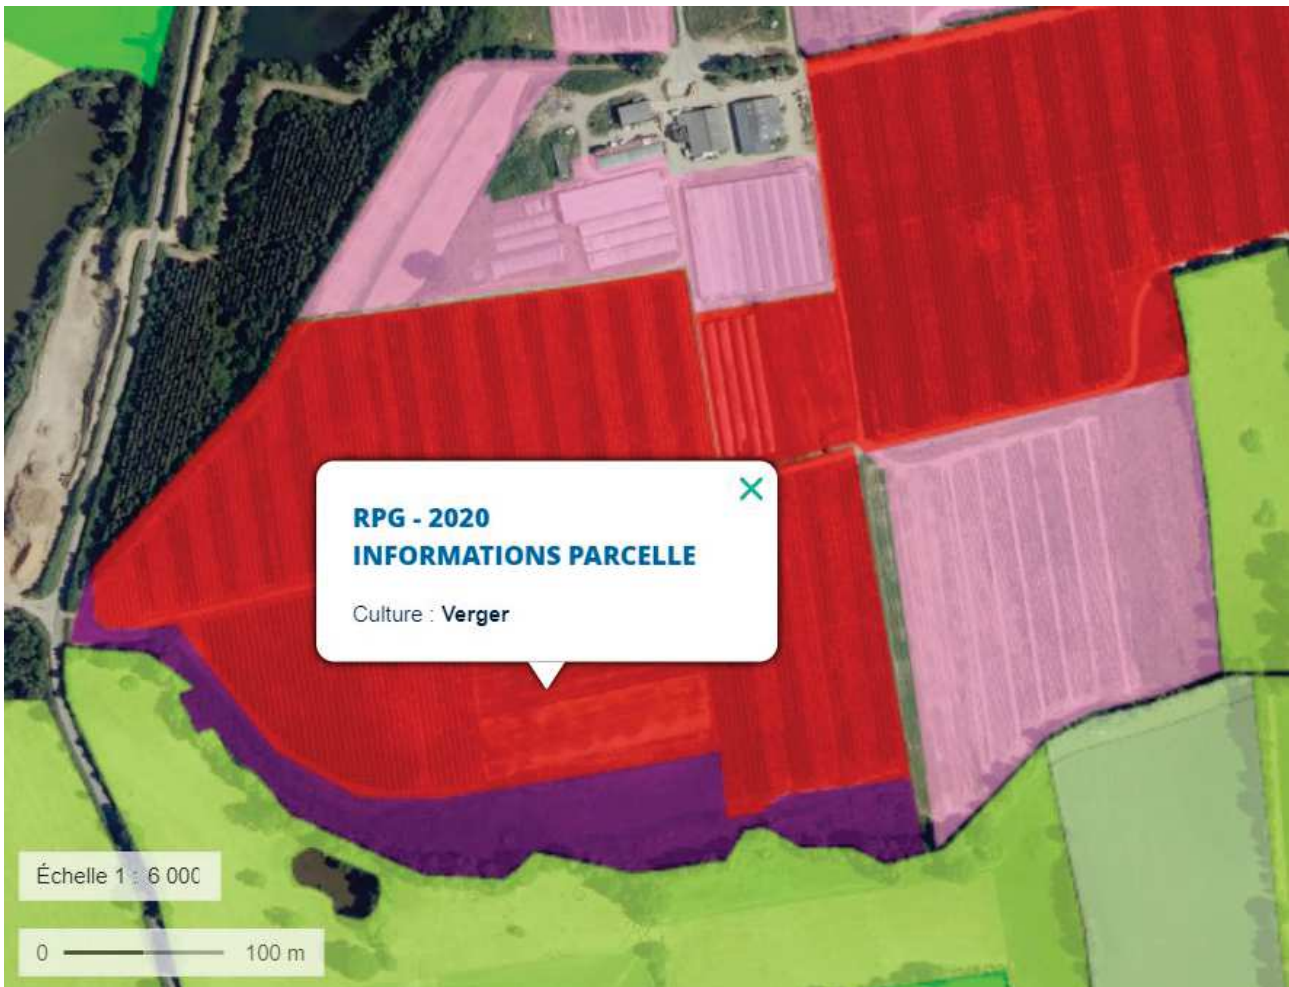 RPG - 2020
INFORMATIONS PARCELLE
Culture : Verger
Échelle 1 : 6 000
0 100 m